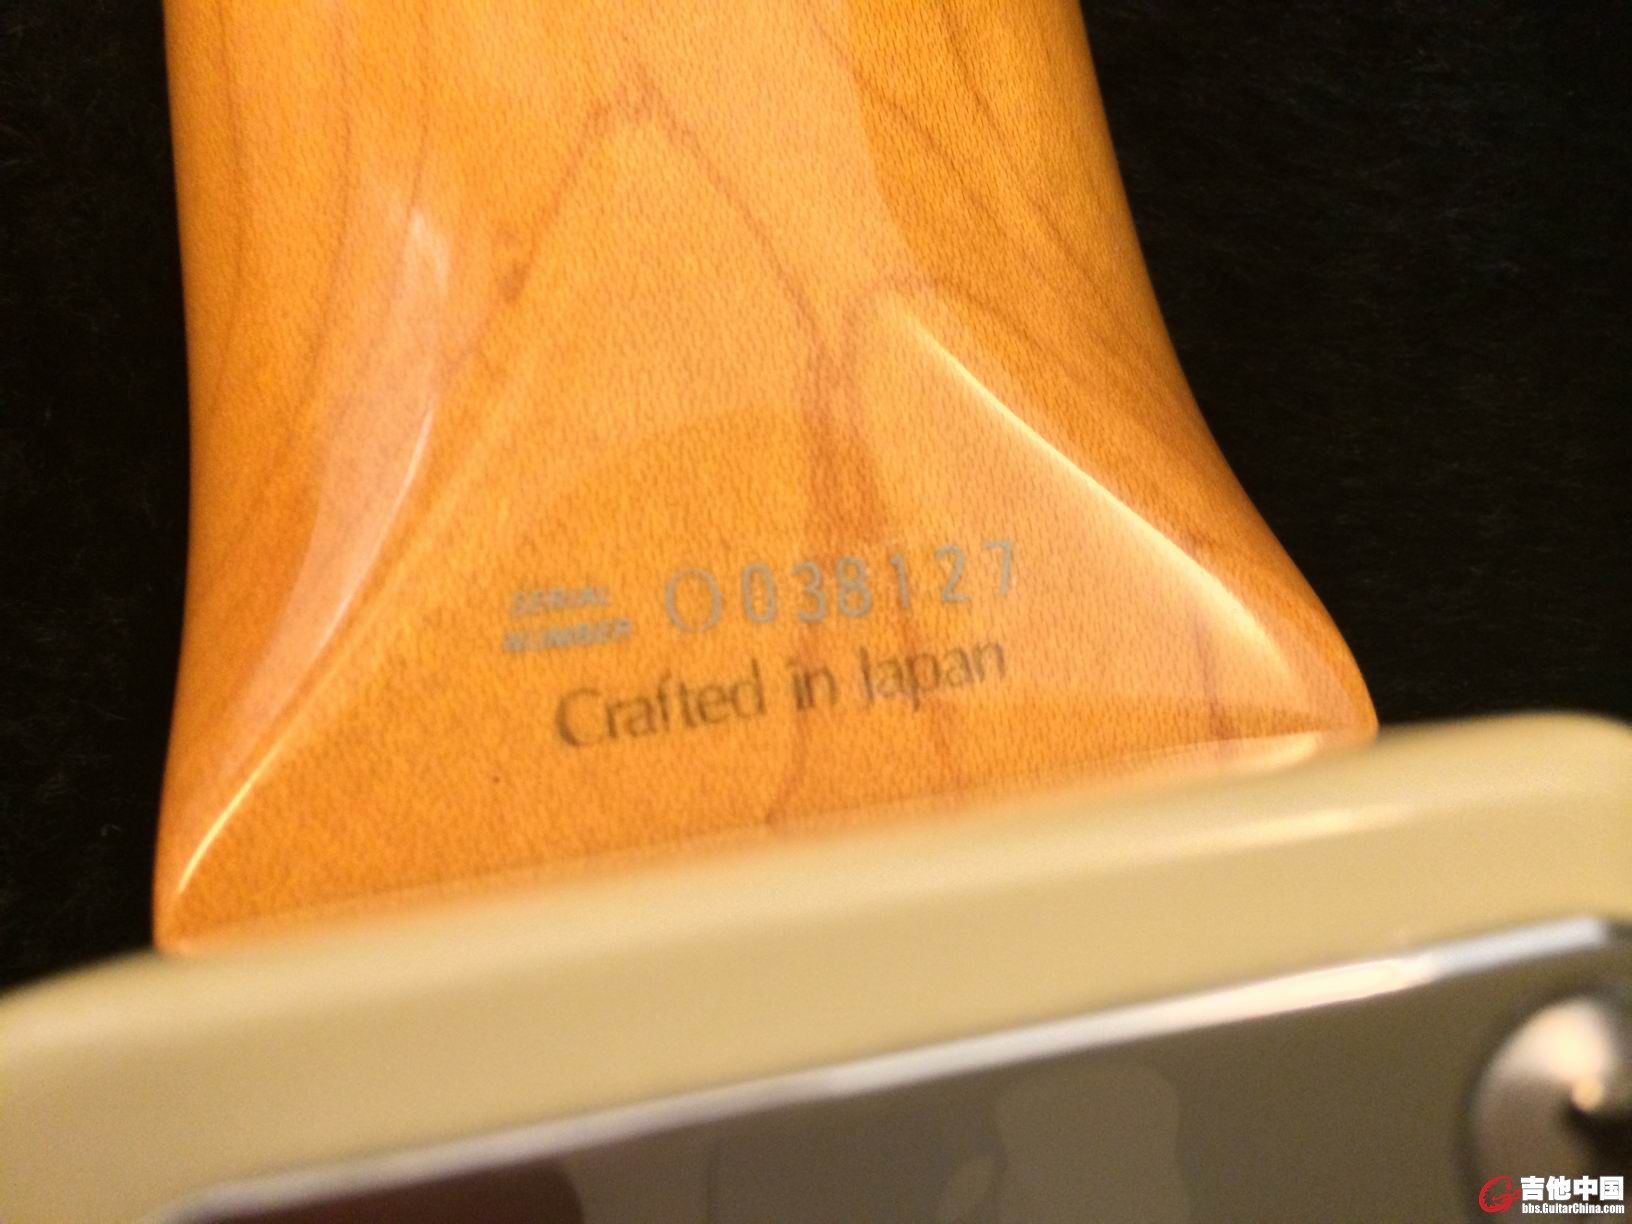 SERIAL
NUMBER O038127
Crafted in Japan
吉他中国
bbs.GuitarChina.com